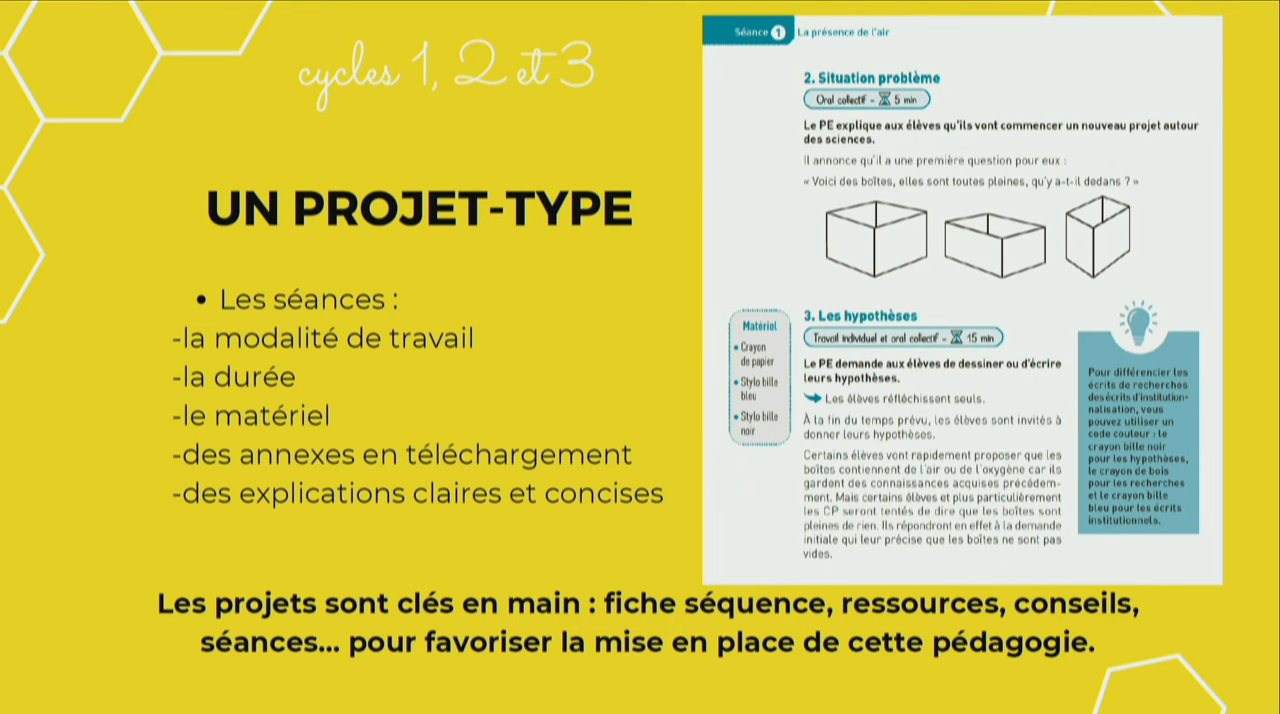 cycles 1, 2 et 3
UN PROJET-TYPE
• Les séances :
-la modalité de travail
-la durée
-le matériel
-des annexes en téléchargement
-des explications claires et concises
Séance 1 La présence de l'air
2. Situation problème
Oral collectif - 5 min
Le PE explique aux élèves qu'ils vont commencer un nouveau projet autour
des sciences.
Il annonce qu'il a une première question pour eux :
« Voici des boîtes, elles sont toutes pleines, qu'y a-t-il dedans ? »
Matériel
• Crayon
de papier
• Stylo bille
bleu
• Stylo bille
noir
3. Les hypothèses
Travail individuel et oral collectif - 15 min
Le PE demande aux élèves de dessiner ou d'écrire
leurs hypothèses.
Les élèves réfléchissent seuls.
À la fin du temps prévu, les élèves sont invités à
donner leurs hypothèses.
Certains élèves vont rapidement proposer que les
boîtes contiennent de l'air ou de l'oxygène car ils
gardent des connaissances acquises précédem-
ment. Mais certains élèves et plus particulièrement
les CP seront tentés de dire que les boîtes sont
pleines de rien. Ils répondront en effet à la demande
initiale qui leur précise que les boîtes ne sont pas
vides.
Pour différencier les
écrits de recherches
des écrits d'institution-
nalisation, vous
pouvez utiliser un
code couleur : le
crayon bille noir
pour les hypothèses,
le crayon de bois
pour les recherches
et le crayon bille
bleu pour les écrits
institutionnels.
Les projets sont clés en main : fiche séquence, ressources, conseils,
séances... pour favoriser la mise en place de cette pédagogie.